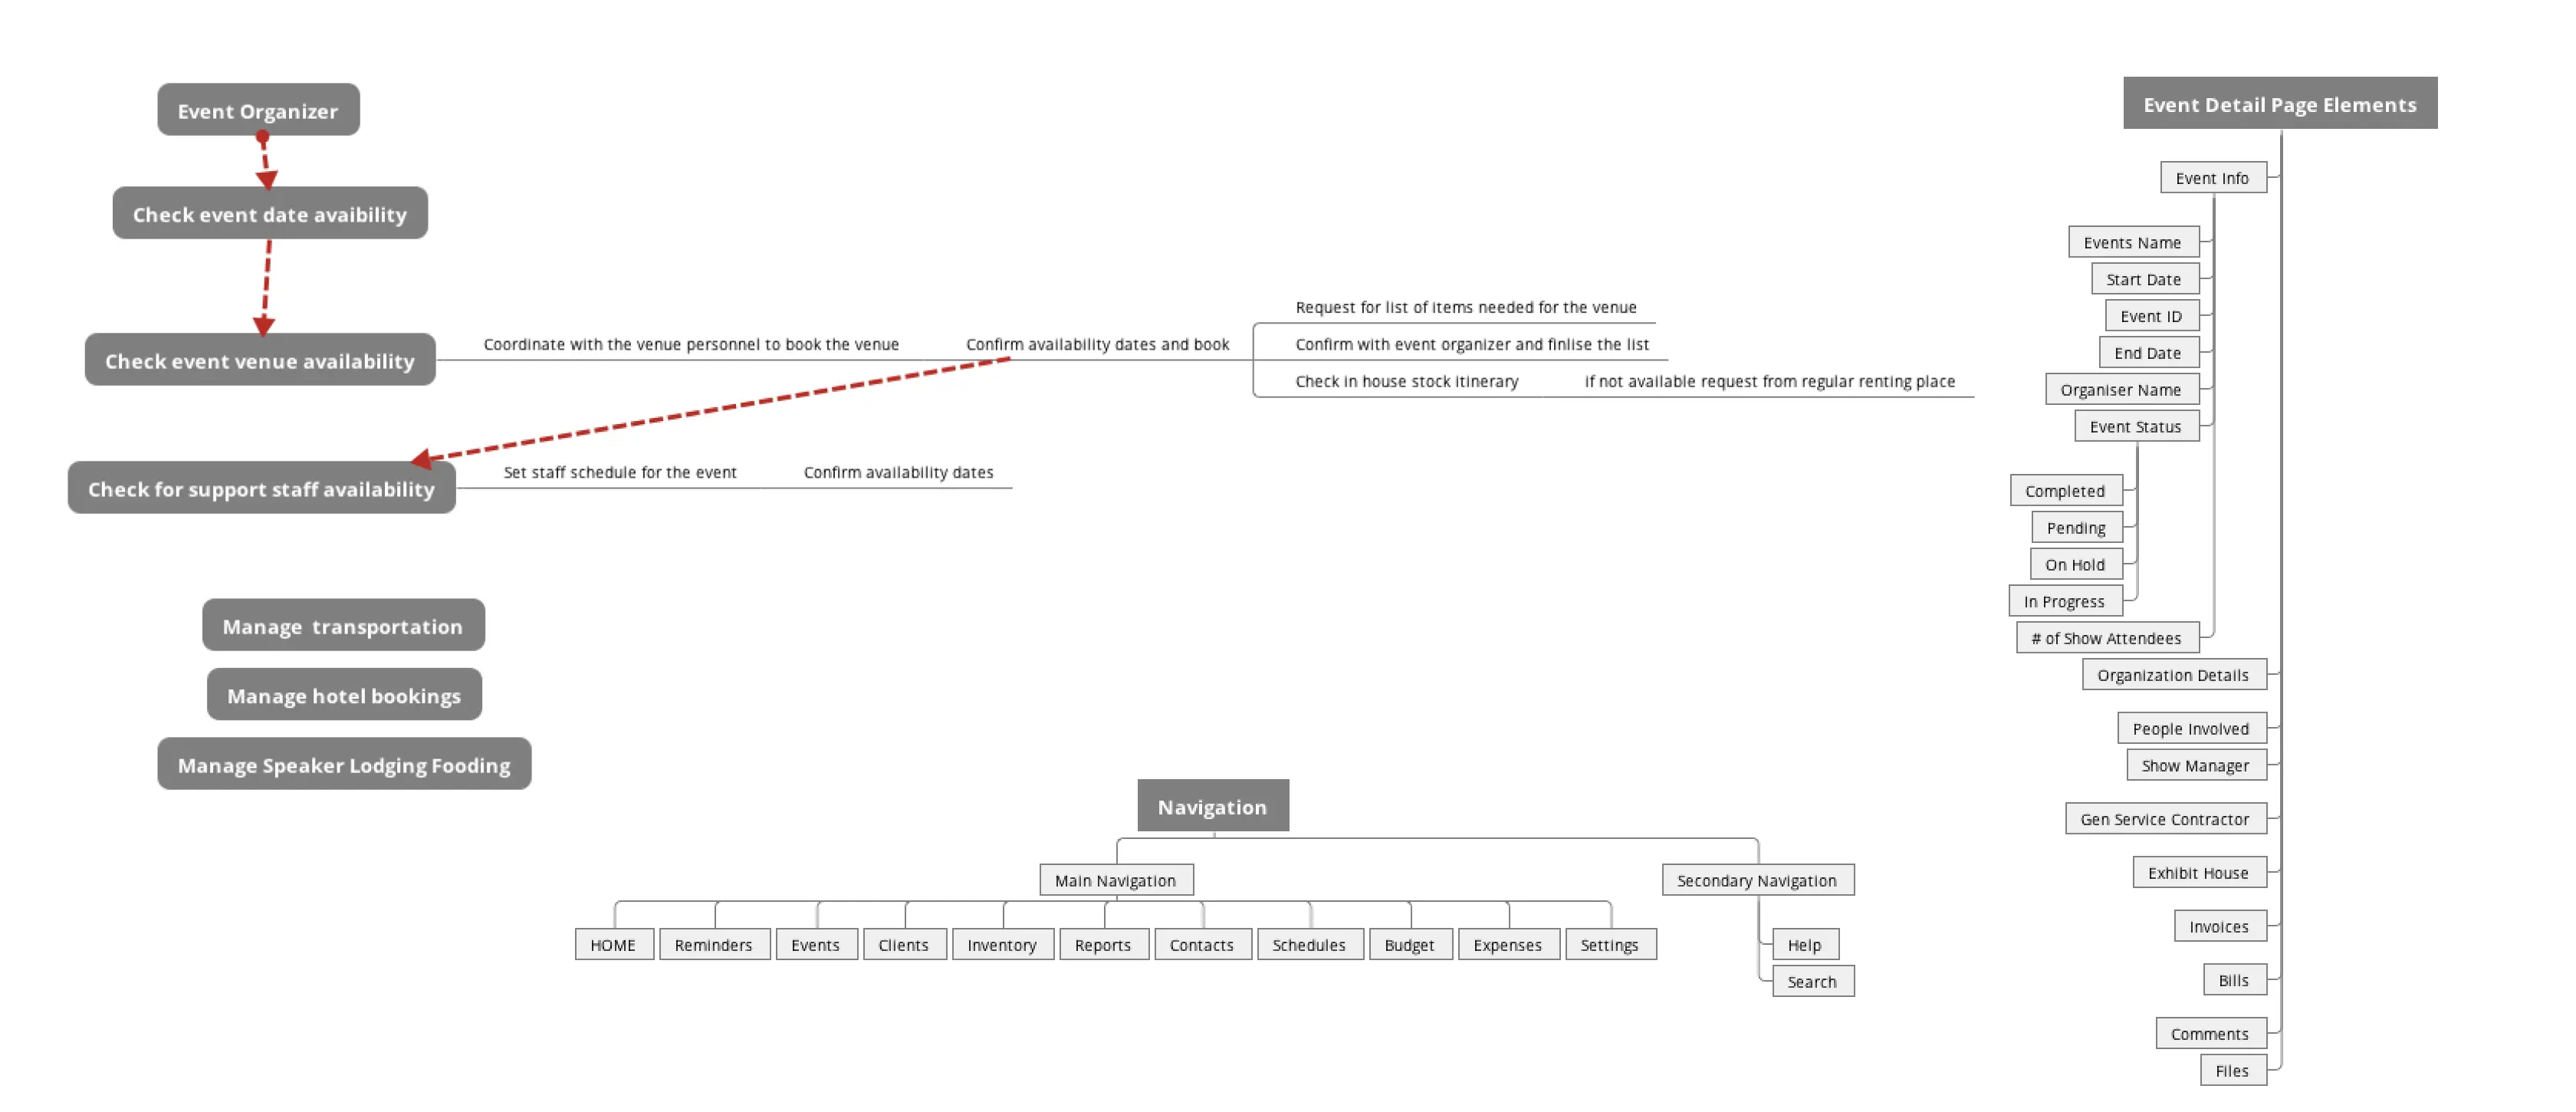 Event Organizer
Check event date avaibility
Check event venue availability
Coordinate with the venue personnel to book the venue
Confirm availability dates and book
Request for list of items needed for the venue
Confirm with event organizer and finlise the list
Check in house stock itinerary
if not available request from regular renting place
Check for support staff availability
Set staff schedule for the event
Confirm availability dates
Manage  transportation
Manage hotel bookings
Manage Speaker Lodging Fooding
Navigation
Main Navigation
HOME
Reminders
Events
Clients
Inventory
Reports
Contacts
Schedules
Budget
Expenses
Settings
Secondary Navigation
Help
Search
Event Detail Page Elements
Event Info
Events Name
Start Date
Event ID
End Date
Organiser Name
Event Status
Completed
Pending
On Hold
In Progress
# of Show Attendees
Organization Details
People Involved
Show Manager
Gen Service Contractor
Exhibit House
Invoices
Bills
Comments
Files